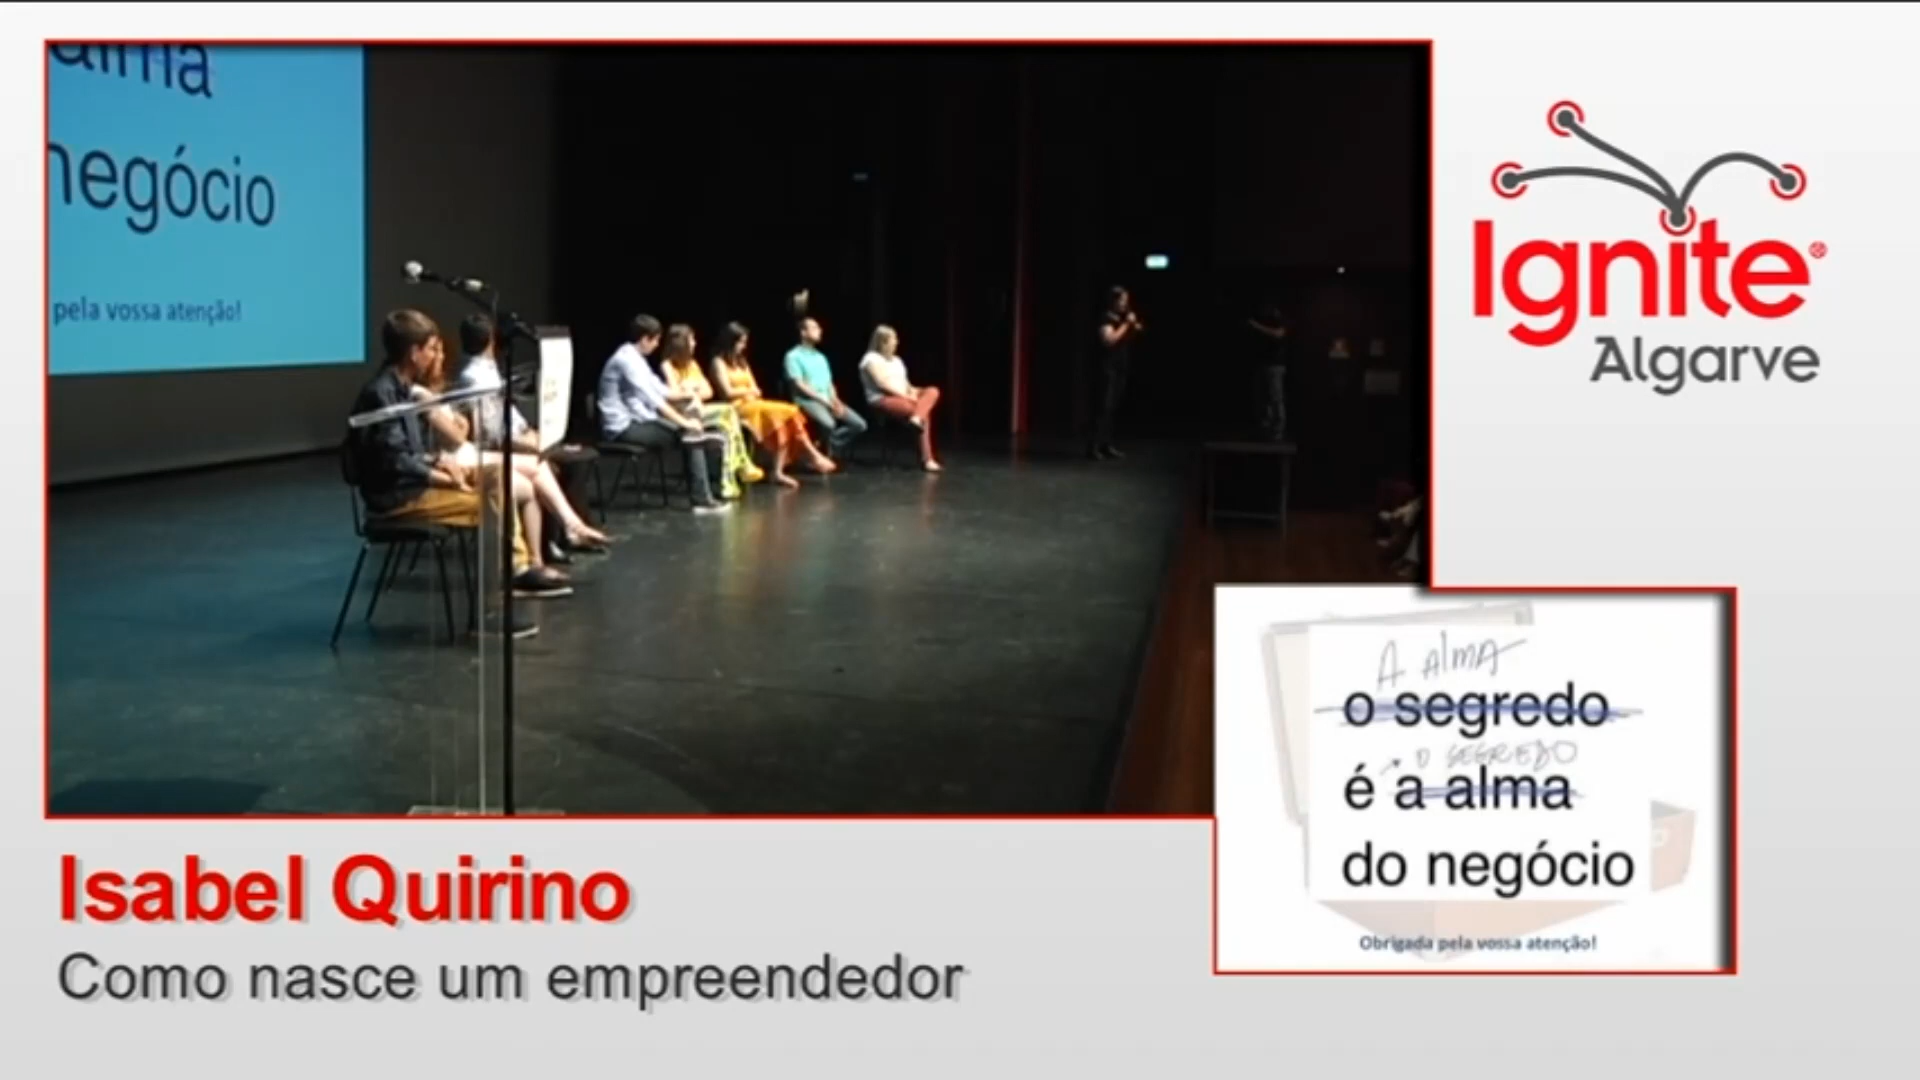 alma
negócio
pela vossa atenção!
Ignite®
Algarve
A ALMA
o segredo
O SEGREDO
é a alma
do negócio
Obrigada pela vossa atenção!
Isabel Quirino
Como nasce um empreendedor